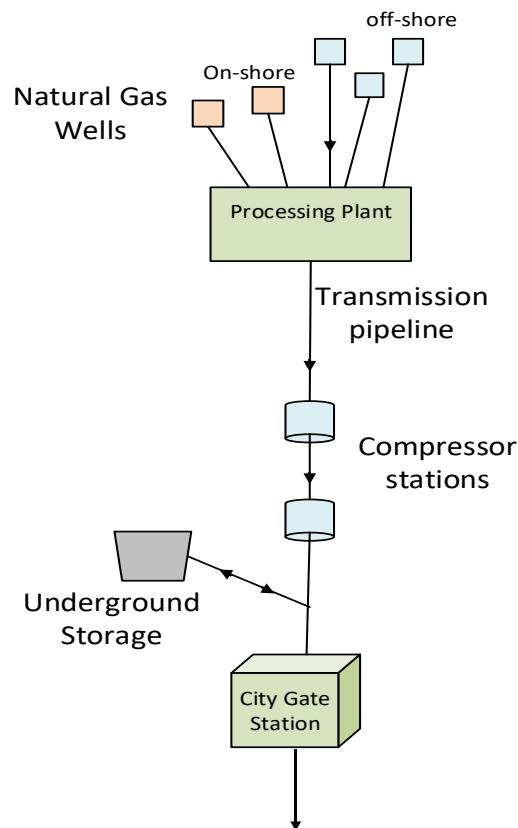 off-shore
On-shore
Natural Gas
Wells
Processing Plant
Transmission
pipeline
Compressor
stations
Underground
Storage
City Gate
Station